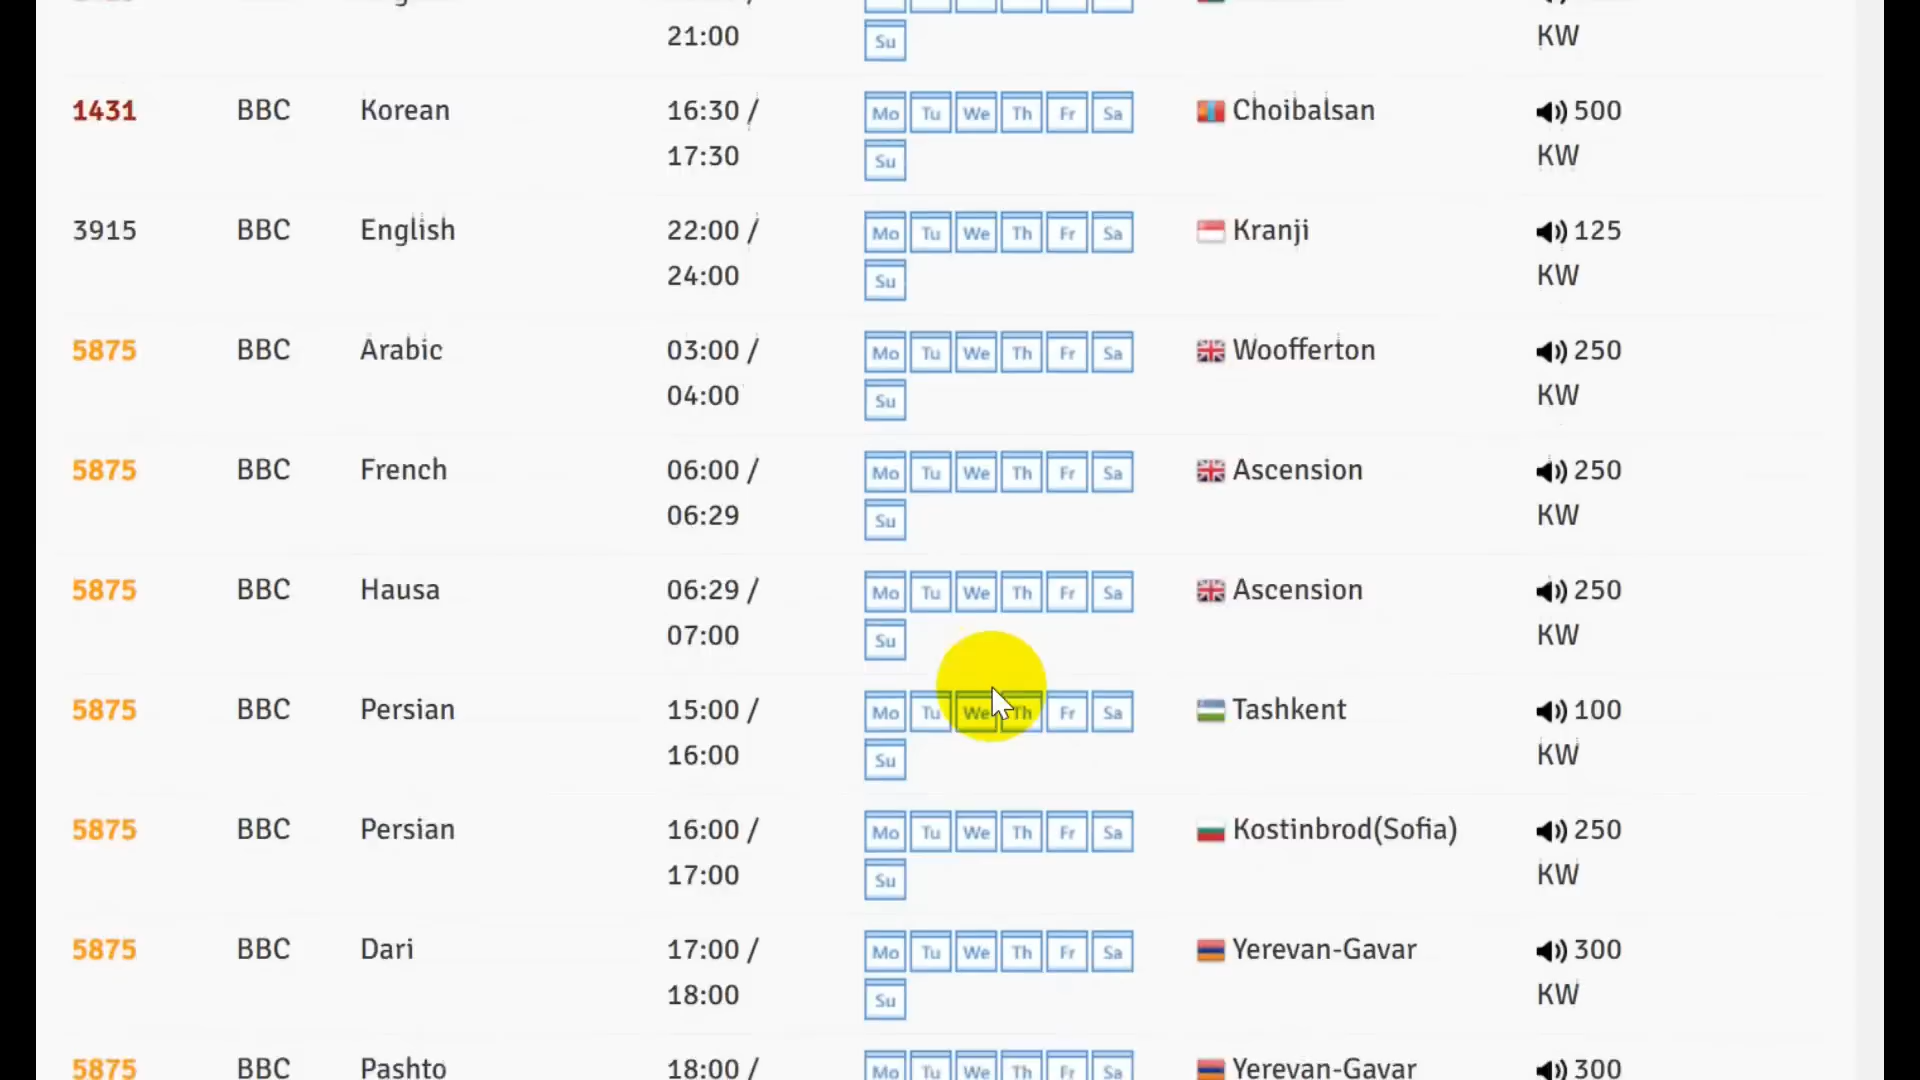 21:00 Su KW
1431 BBC Korean 16:30 / Mo Tu We Th Fr Sa Choibalsan 500
17:30 Su KW
3915 BBC English 22:00 / Mo Tu We Th Fr Sa Kranji 125
24:00 Su KW
5875 BBC Arabic 03:00 / Mo Tu We Th Fr Sa Woofferton 250
04:00 Su KW
5875 BBC French 06:00 / Mo Tu We Th Fr Sa Ascension 250
06:29 Su KW
5875 BBC Hausa 06:29 / Mo Tu We Th Fr Sa Ascension 250
07:00 Su KW
5875 BBC Persian 15:00 / Mo Tu We Th Fr Sa Tashkent 100
16:00 Su KW
5875 BBC Persian 16:00 / Mo Tu We Th Fr Sa Kostinbrod(Sofia) 250
17:00 Su KW
5875 BBC Dari 17:00 / Mo Tu We Th Fr Sa Yerevan-Gavar 300
18:00 Su KW
5875 BBC Pashto 18:00 / Mo Tu We Th Fr Sa Yerevan-Gavar 300